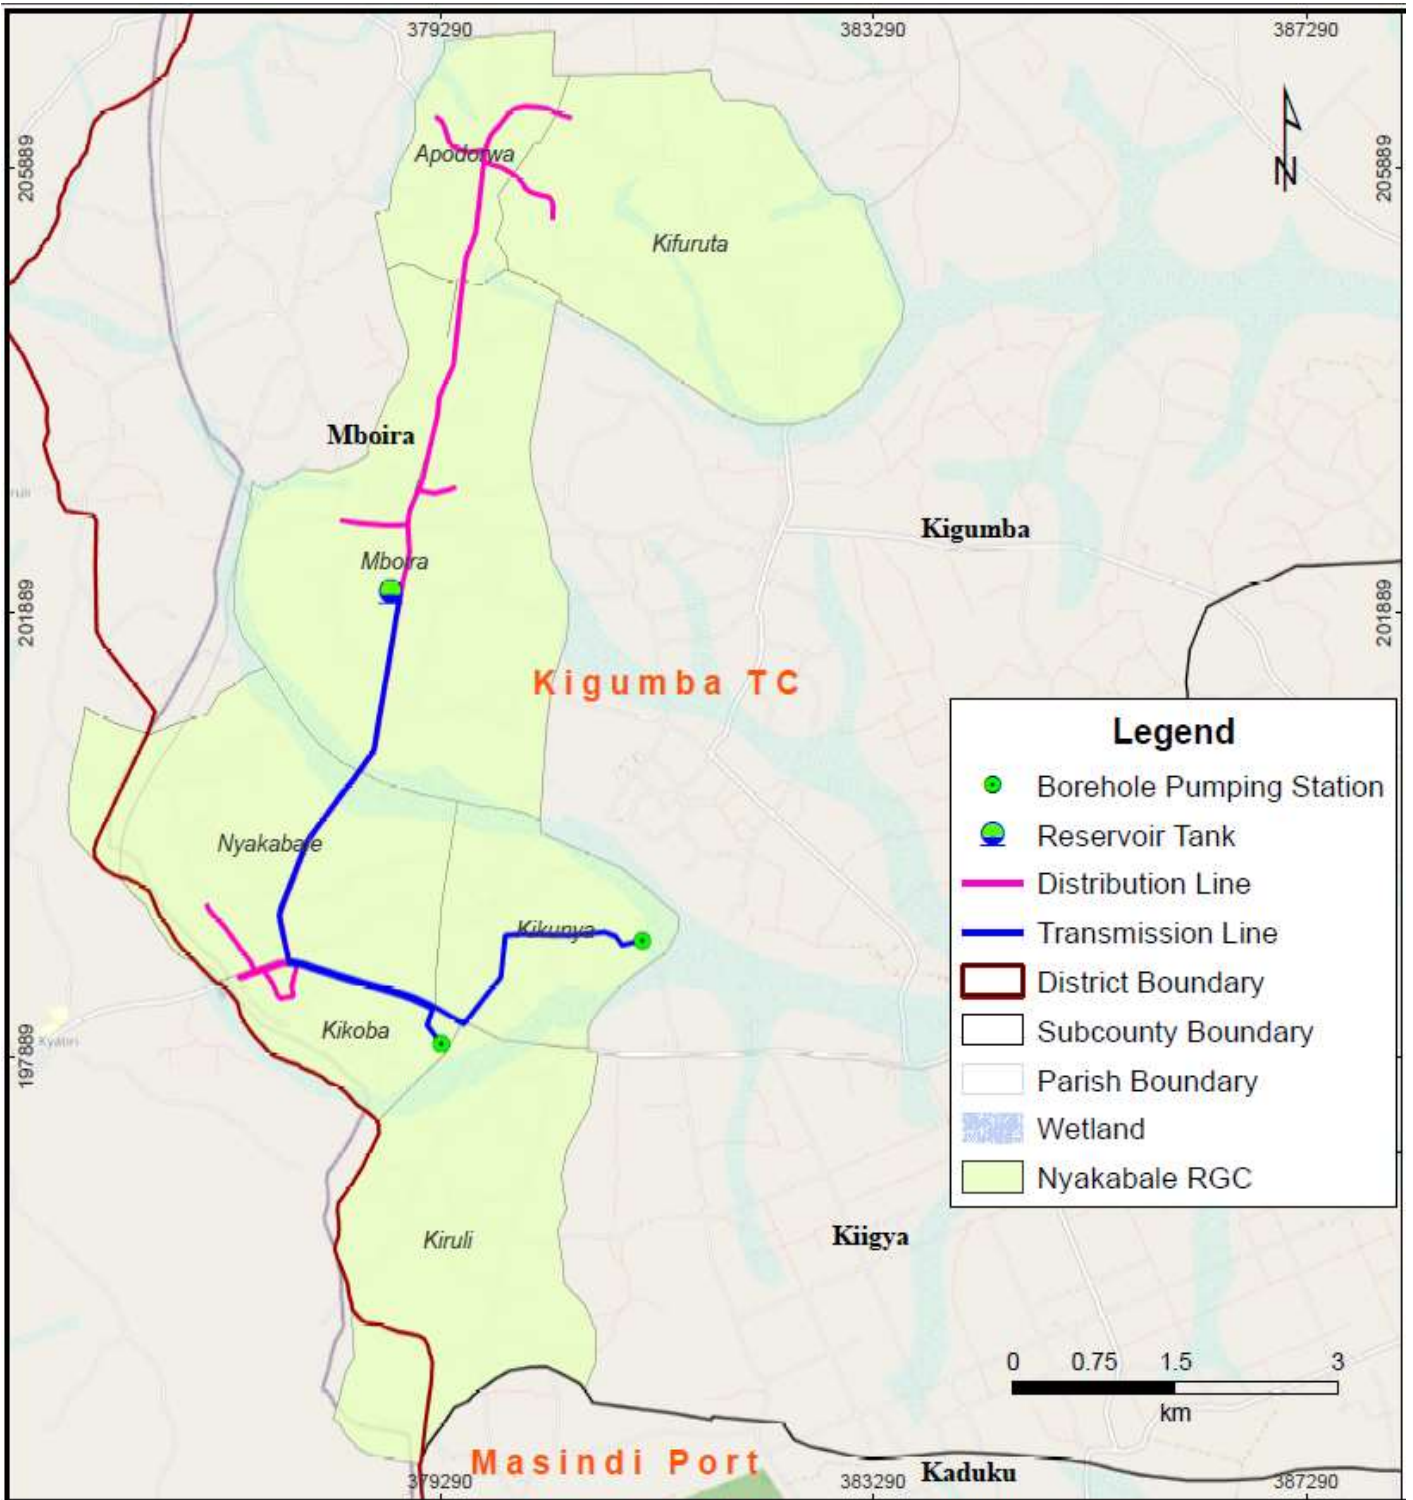 379290
383290
387290
205889
205889
N
Apodorwa
Kifuruta
Mboira
Kigumba
Mboira
201889
201889
Kigumba TC
Legend
Borehole Pumping Station
Reservoir Tank
Distribution Line
Transmission Line
District Boundary
Subcounty Boundary
Parish Boundary
Wetland
Nyakabale RGC
Nyakabale
Kikunya
Kikoba
197889
Kiruli
Kiigya
0 0.75 1.5 3
km
Masindi Port
Kaduku
379290
383290
387290